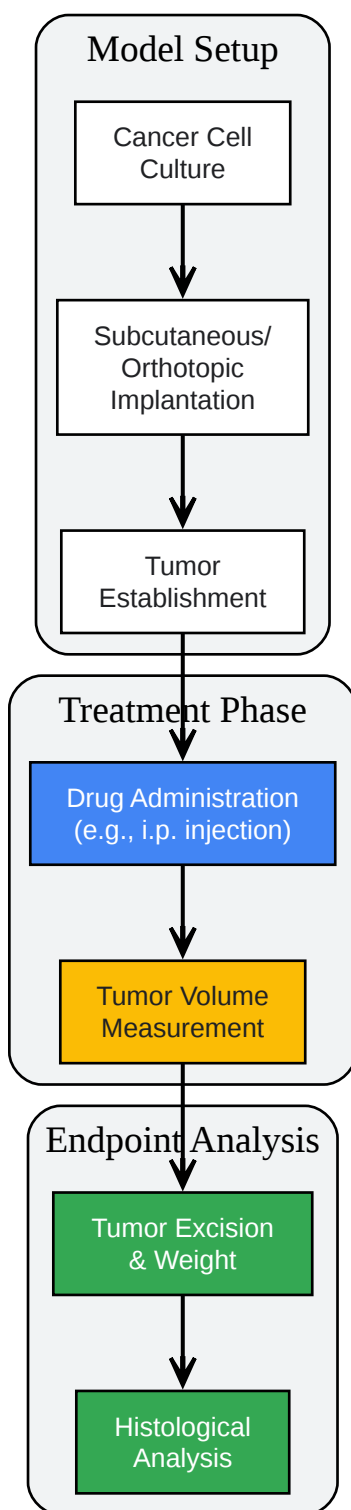 Model Setup
Cancer Cell
Culture
Subcutaneous/
Orthotopic
Implantation
Tumor
Establishment
Treatment Phase
Drug Administration
(e.g., i.p. injection)
Tumor Volume
Measurement
Endpoint Analysis
Tumor Excision
& Weight
Histological
Analysis